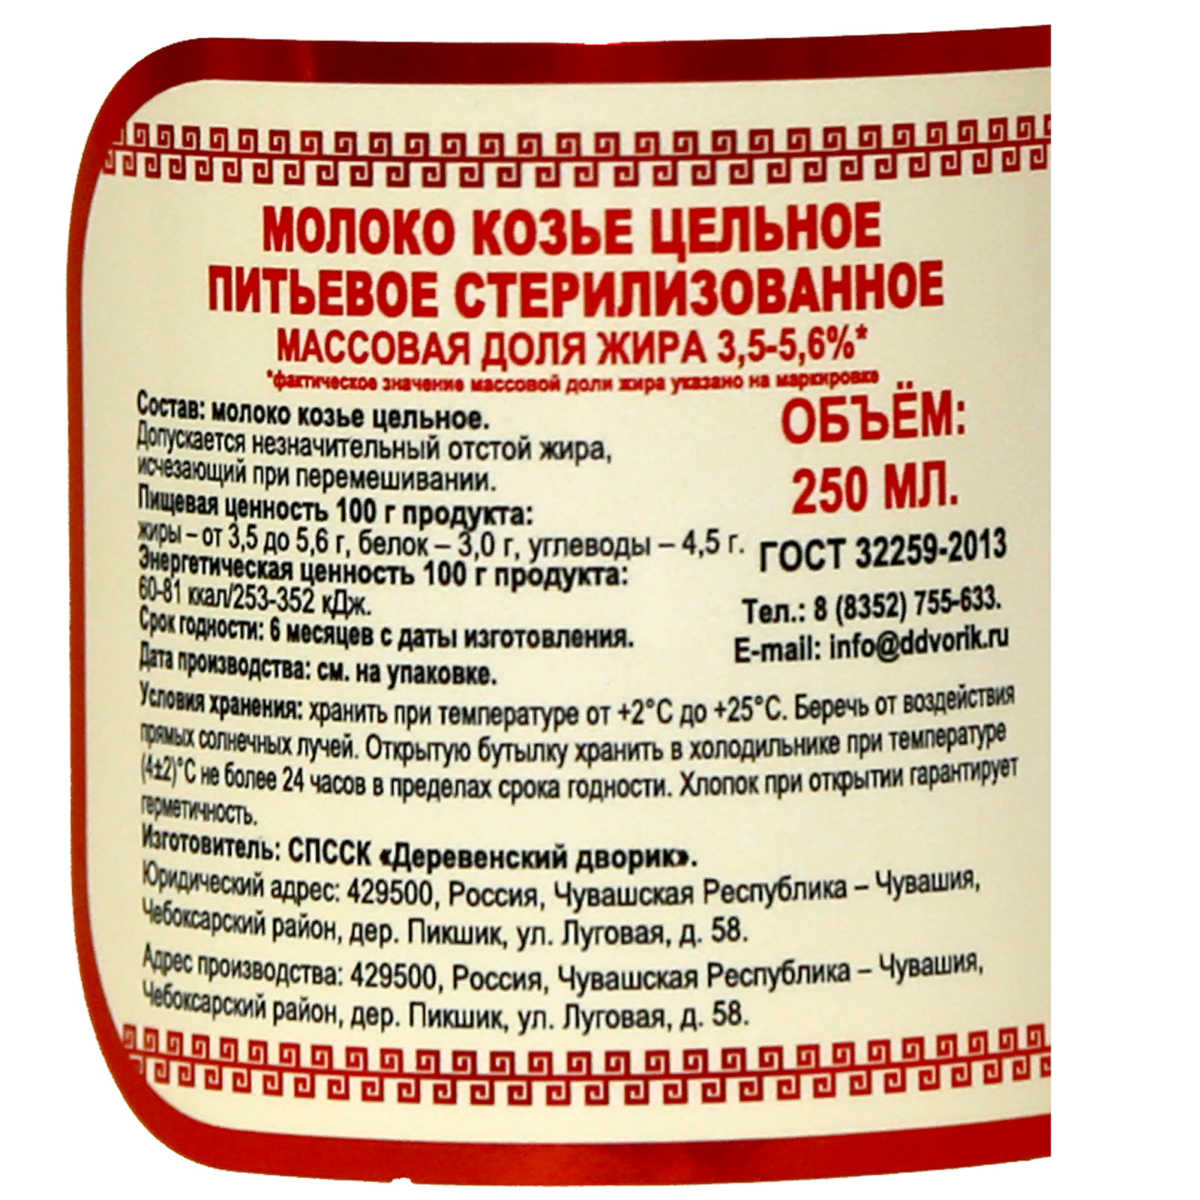 МОЛОКО КОЗЬЕ ЦЕЛЬНОЕ
ПИТЬЕВОЕ СТЕРИЛИЗОВАННОЕ
МАССОВАЯ ДОЛЯ ЖИРА 3,5-5,6%*
*фактическое значение массовой доли жира указано на маркировке
Состав: молоко козье цельное.
Допускается незначительный отстой жира,
исчезающий при перемешивании.
Пищевая ценность 100 г продукта:
жиры – от 3,5 до 5,6 г, белок – 3,0 г, углеводы – 4,5 г.
Энергетическая ценность 100 г продукта:
60-81 ккал/253-352 кДж.
Срок годности: 6 месяцев с даты изготовления.
Дата производства: см. на упаковке.
ОБЪЁМ:
250 МЛ.
ГОСТ 32259-2013
Тел.: 8 (8352) 755-633.
E-mail: info@ddvorik.ru
Условия хранения: хранить при температуре от +2°С до +25°С. Беречь от воздействия
прямых солнечных лучей. Открытую бутылку хранить в холодильнике при температуре
(4±2)°С не более 24 часов в пределах срока годности. Хлопок при открытии гарантирует
герметичность.
Изготовитель: СПССК «Деревенский дворик».
Юридический адрес: 429500, Россия, Чувашская Республика – Чувашия,
Чебоксарский район, дер. Пикшик, ул. Луговая, д. 58.
Адрес производства: 429500, Россия, Чувашская Республика – Чувашия,
Чебоксарский район, дер. Пикшик, ул. Луговая, д. 58.